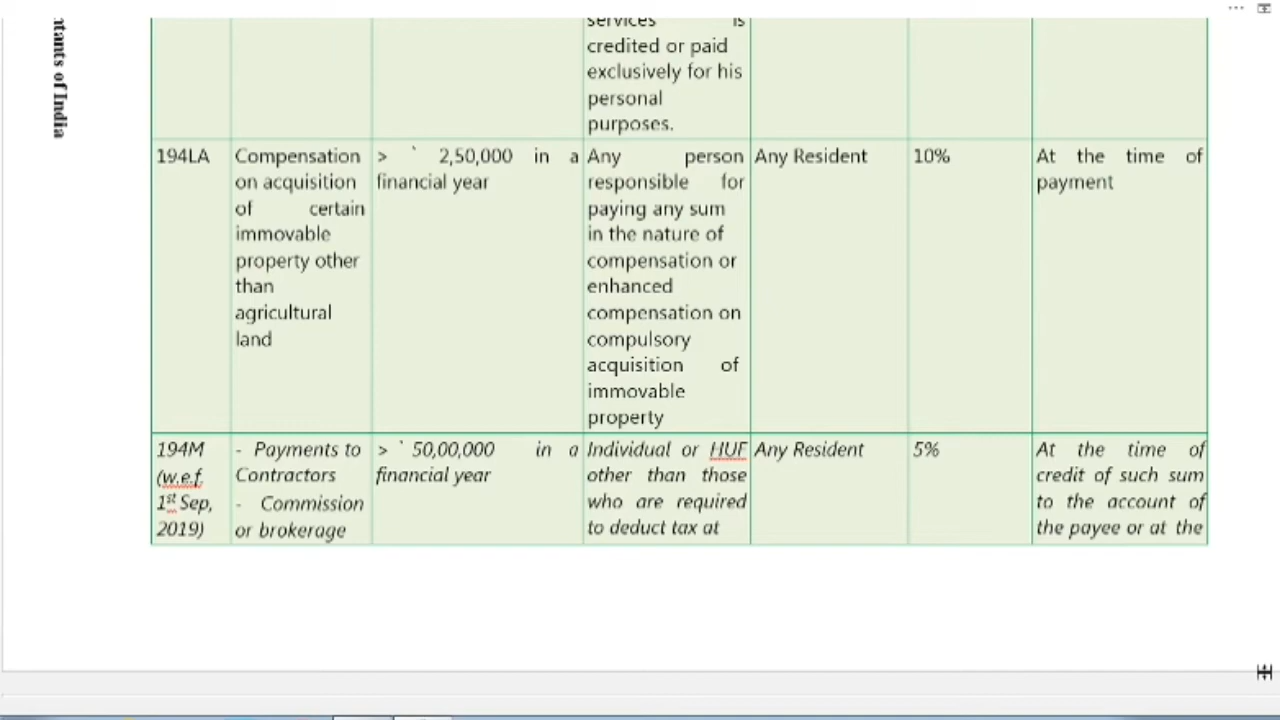 tants of India
services is
credited or paid
exclusively for his
personal
purposes.
194LA
Compensation
on acquisition
of certain
immovable
property other
than
agricultural
land
> ` 2,50,000 in a
financial year
Any person
responsible for
paying any sum
in the nature of
compensation or
enhanced
compensation on
compulsory
acquisition of
immovable
property
Any Resident
10%
At the time of
payment
194M
(w.e.f.
1st Sep,
2019)
- Payments to
Contractors
- Commission
or brokerage
> ` 50,00,000 in a
financial year
Individual or HUF
other than those
who are required
to deduct tax at
Any Resident
5%
At the time of
credit of such sum
to the account of
the payee or at the